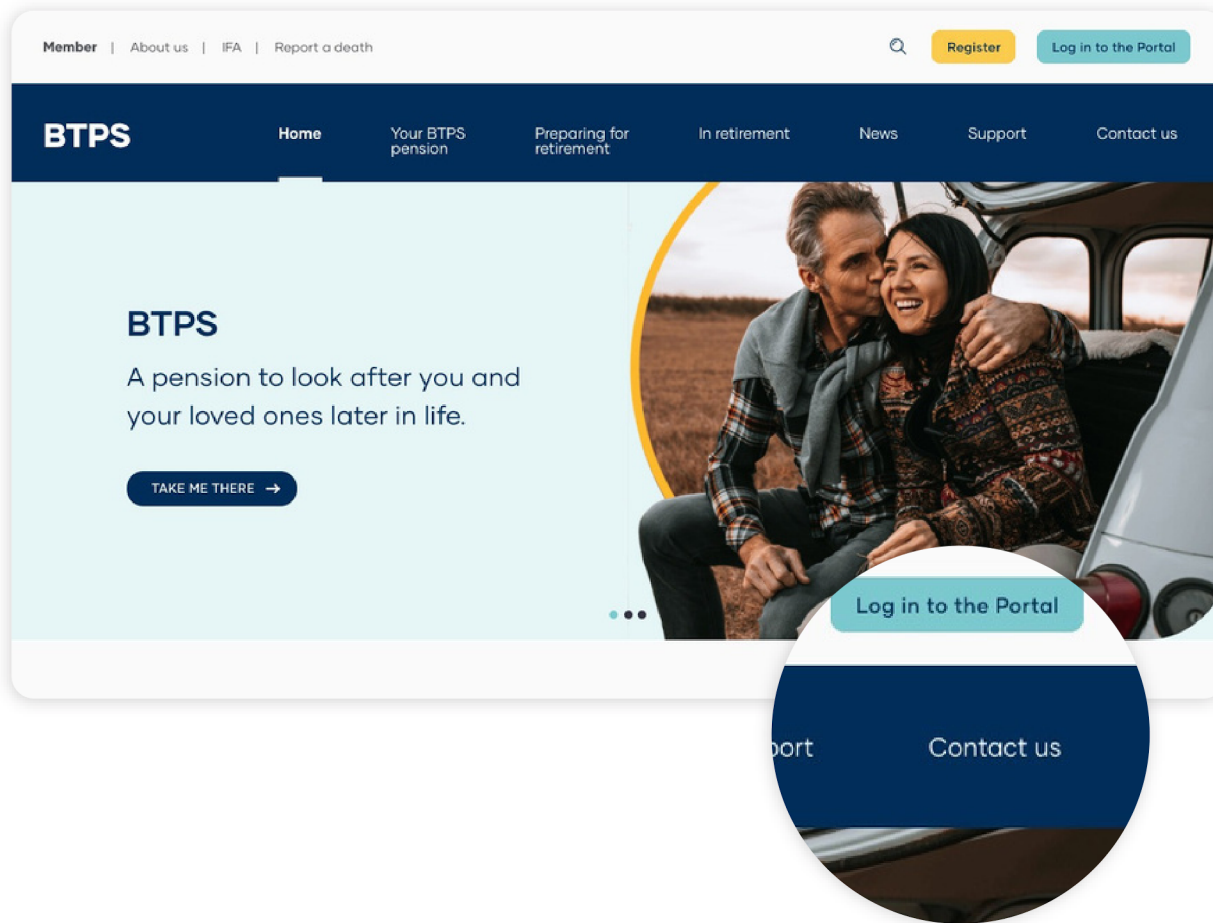 Member | About us | IFA | Report a death
Register
Log in to the Portal
BTPS
Home
Your BTPS
pension
Preparing for
retirement
In retirement
News
Support
Contact us
BTPS
A pension to look after you and
your loved ones later in life.
TAKE ME THERE →
Log in to the Portal
port
Contact us